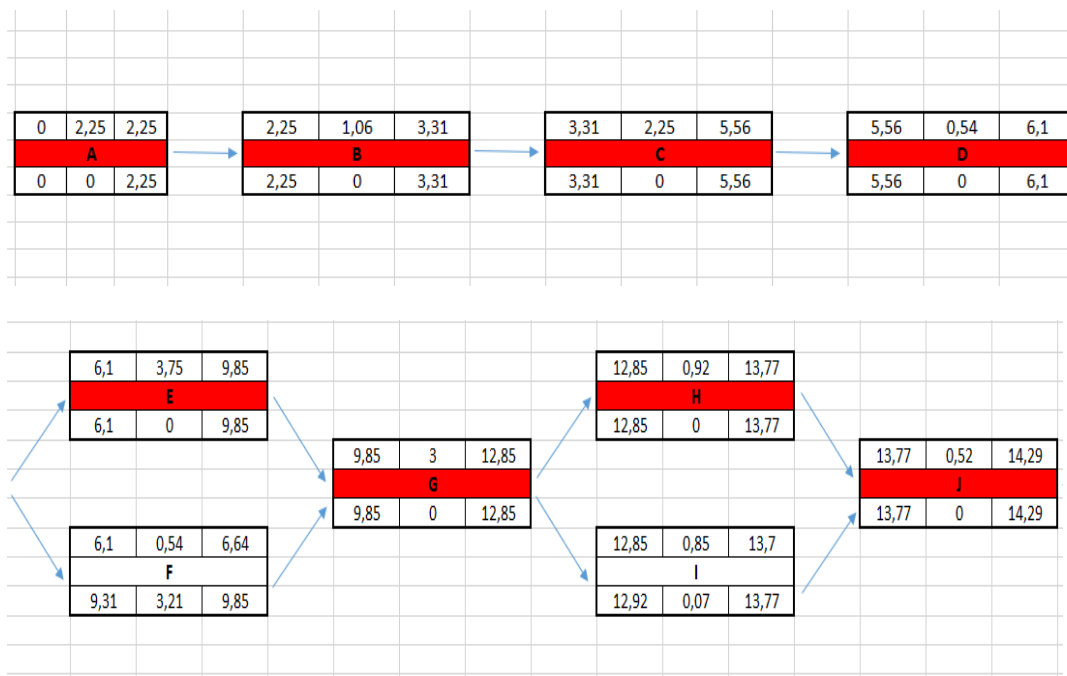 0 2,25 2,25 2,25 1,06 3,31 3,31 2,25 5,56 5,56 0,54 6,1
A B C D
0 0 2,25 2,25 0 3,31 3,31 0 5,56 5,56 0 6,1
6,1 3,75 9,85 12,85 0,92 13,77
E H
6,1 0 9,85 12,85 0 13,77
9,85 3 12,85 13,77 0,52 14,29
G J
9,85 0 12,85 13,77 0 14,29
6,1 0,54 6,64 12,85 0,85 13,7
F I
9,31 3,21 9,85 12,92 0,07 13,77